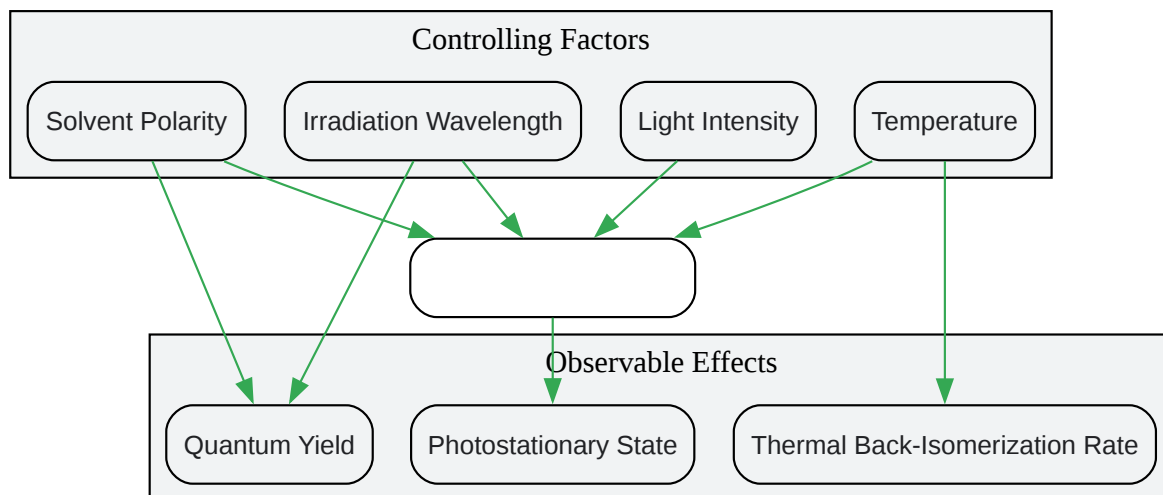 Controlling Factors
Solvent Polarity
Irradiation Wavelength
Light Intensity
Temperature
Observable Effects
Quantum Yield
Photostationary State
Thermal Back-Isomerization Rate